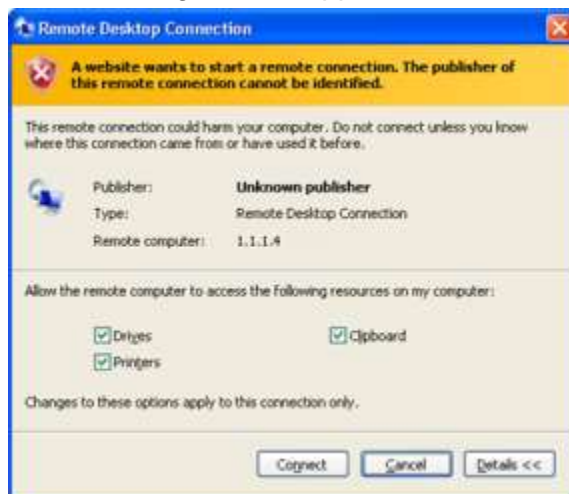 Remote Desktop Connection
A website wants to start a remote connection. The publisher of
this remote connection cannot be identified.
This remote connection could harm your computer. Do not connect unless you know
where this connection came from or have used it before.
Publisher: Unknown publisher
Type: Remote Desktop Connection
Remote computer: 1.1.1.4
Allow the remote computer to access the following resources on my computer:
Drives Clipboard
Printers
Changes to these options apply to this connection only.
Connect Cancel Details <<